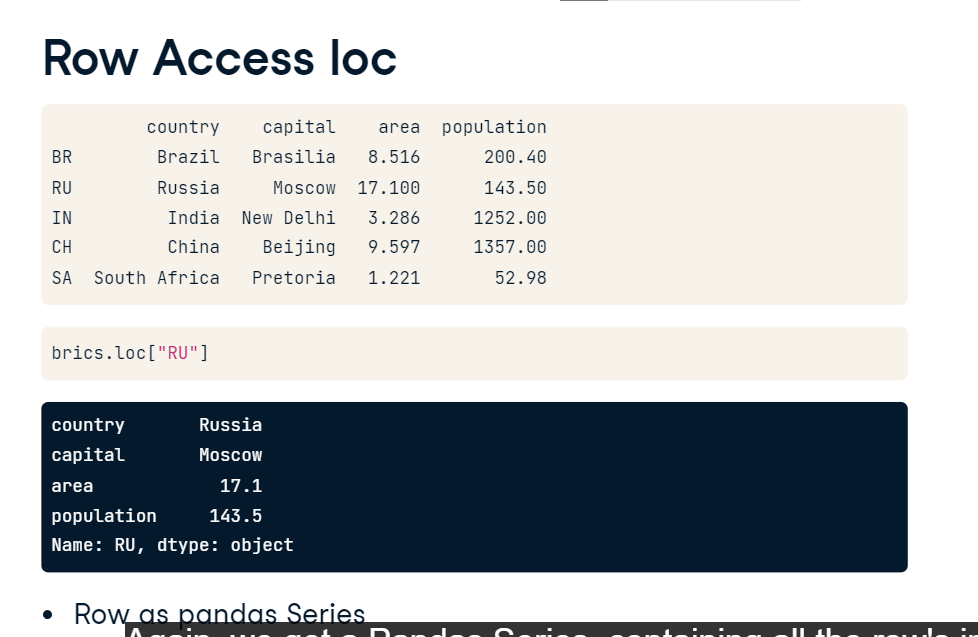 Row Access loc
country capital area population
BR Brazil Brasilia 8.516 200.40
RU Russia Moscow 17.100 143.50
IN India New Delhi 3.286 1252.00
CH China Beijing 9.597 1357.00
SA South Africa Pretoria 1.221 52.98
brics.loc["RU"]
country Russia
capital Moscow
area 17.1
population 143.5
Name: RU, dtype: object
• Row as pandas Series
Again, we get a Pandas Series, containing all the row's